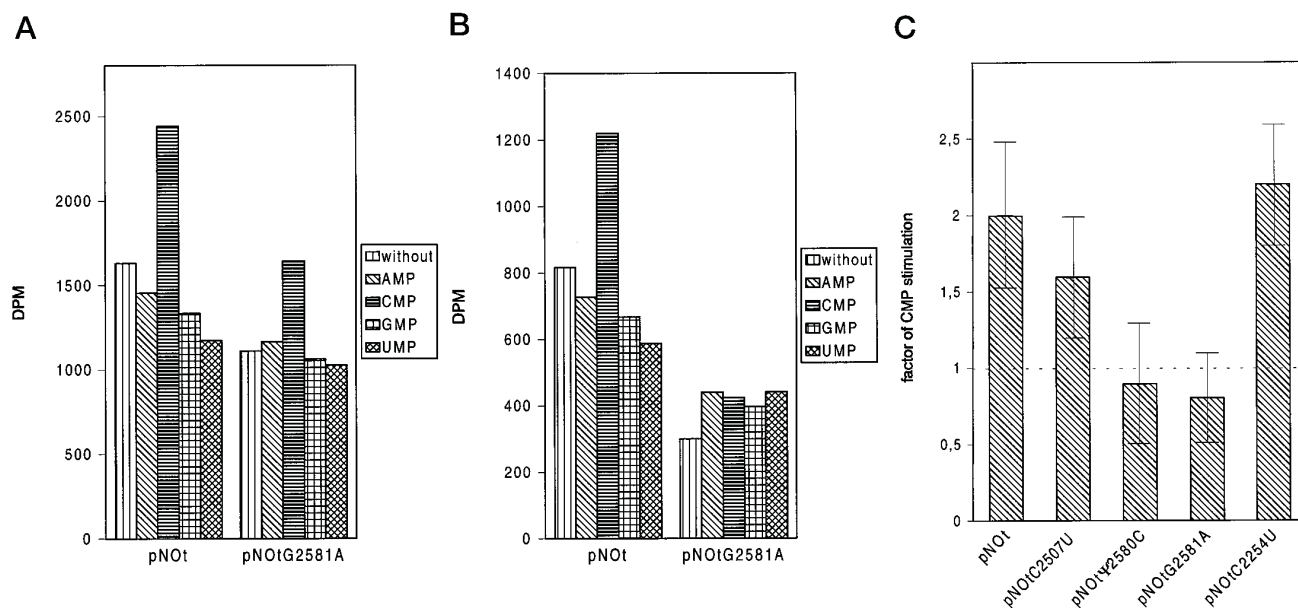 A
DPM
2500
2000
1500
1000
500
0
pNOt
pNOtG2581A
without
AMP
CMP
GMP
UMP
B
DPM
1400
1200
1000
800
600
400
200
0
pNOt
pNOtG2581A
without
AMP
CMP
GMP
UMP
C
factor of CMP stimulation
2,5
2
1,5
1
0,5
0
pNOt
pNOtC2507U
pNOtΨ2580C
pNOtG2581A
pNOtC2254U